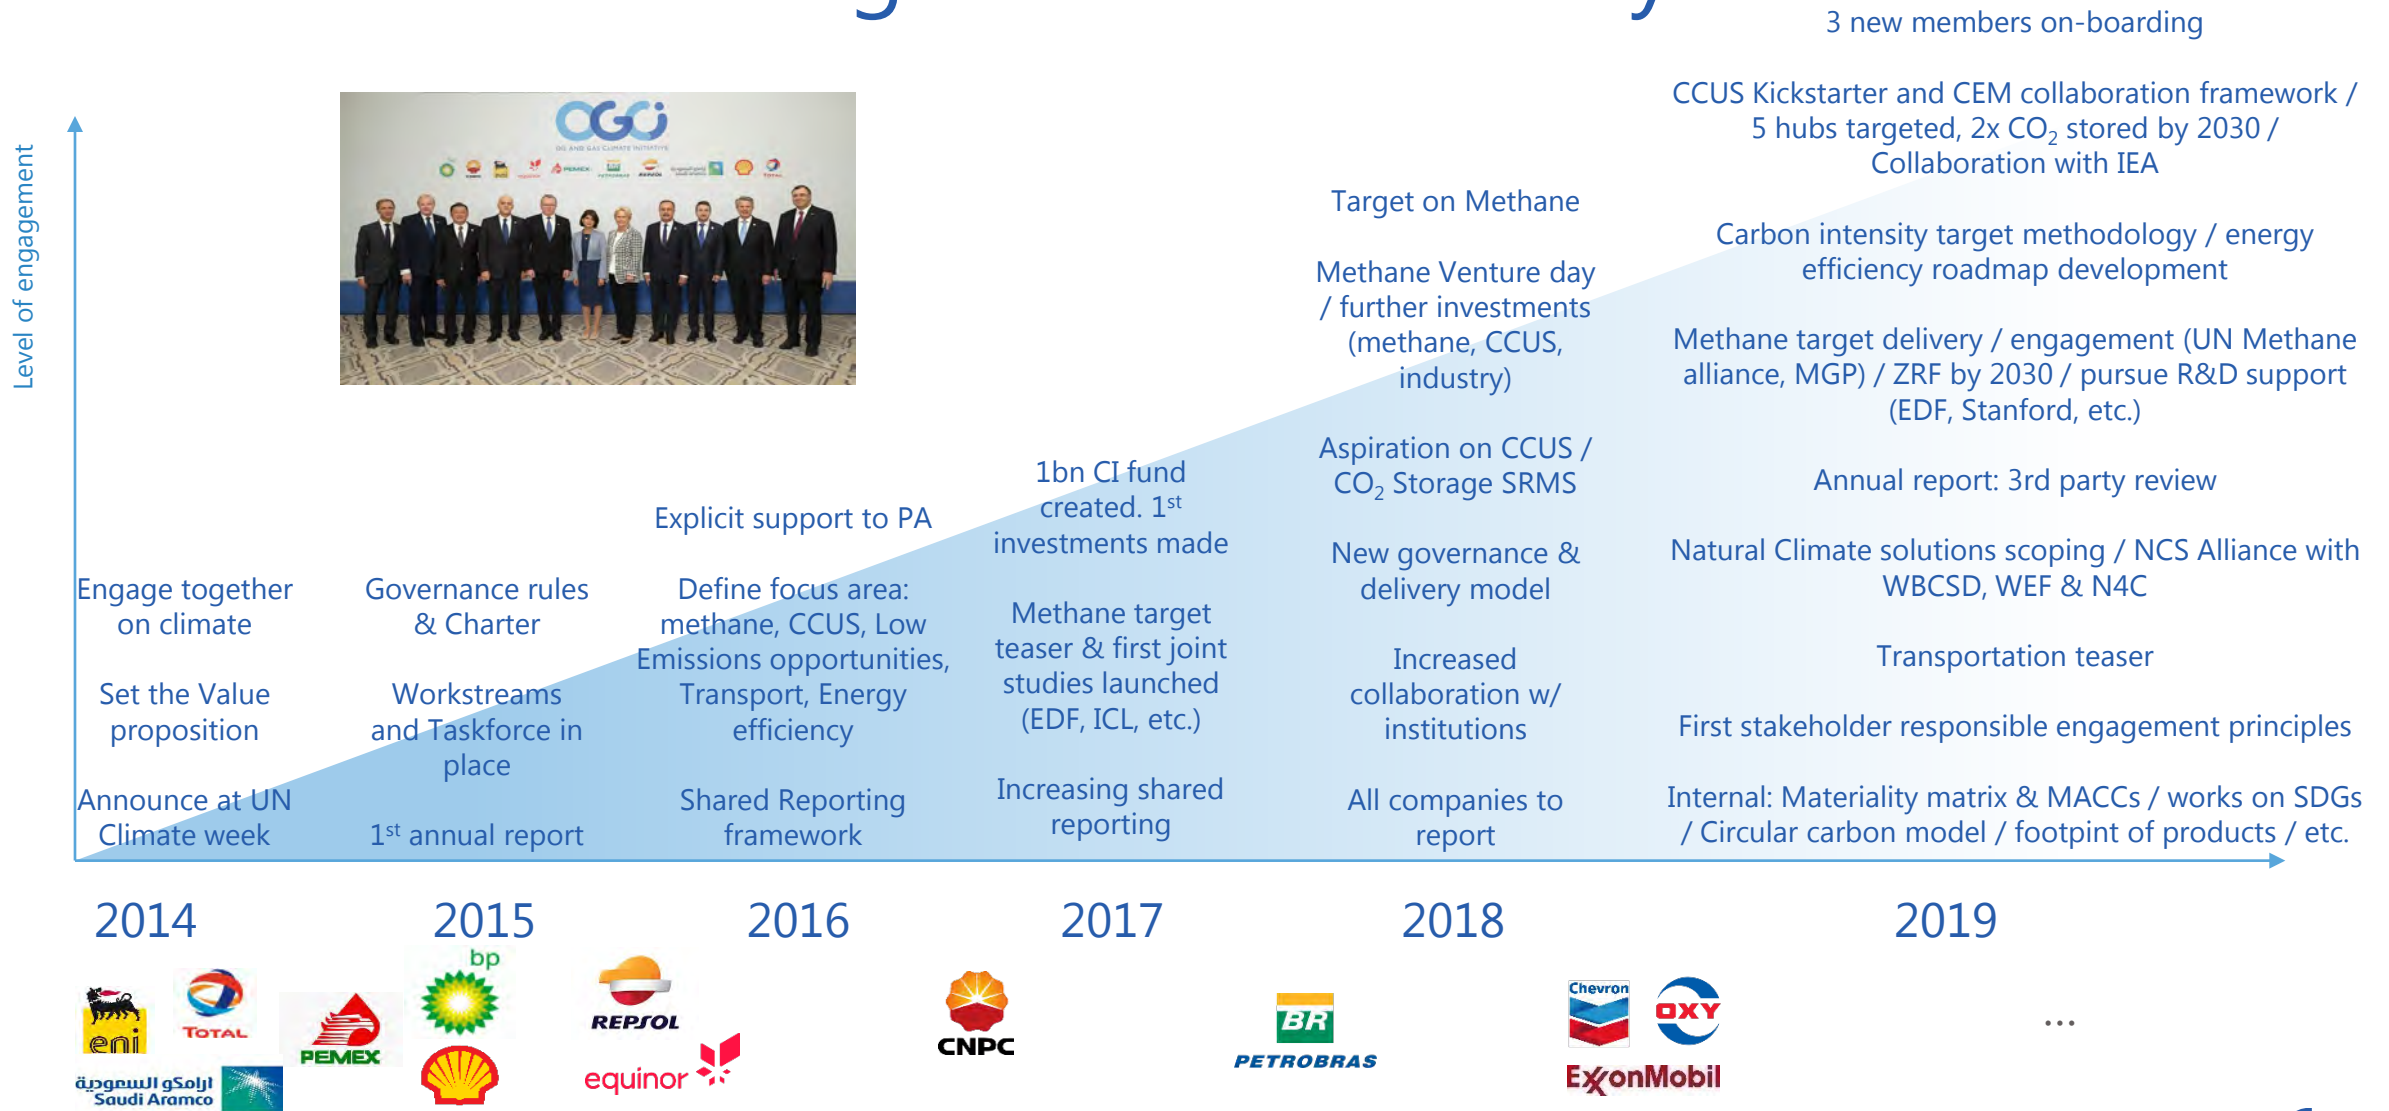 3 new members on-boarding
CCUS Kickstarter and CEM collaboration framework /
5 hubs targeted, 2x CO₂ stored by 2030 /
Collaboration with IEA
Carbon intensity target methodology / energy
efficiency roadmap development
Methane target delivery / engagement (UN Methane
alliance, MGP) / ZRF by 2030 / pursue R&D support
(EDF, Stanford, etc.)
Annual report: 3rd party review
Natural Climate solutions scoping / NCS Alliance with
WBCSD, WEF & N4C
Transportation teaser
First stakeholder responsible engagement principles
Internal: Materiality matrix & MACCs / works on SDGs
/ Circular carbon model / footpint of products / etc.
Level of engagement
OGCi
OIL AND GAS CLIMATE INITIATIVE
PEMEX
Target on Methane
Methane Venture day
/ further investments
(methane, CCUS,
industry)
Aspiration on CCUS /
CO₂ Storage SRMS
New governance &
delivery model
Increased
collaboration w/
institutions
All companies to
report
1bn CI fund
created. 1st
investments made
Methane target
teaser & first joint
studies launched
(EDF, ICL, etc.)
Increasing shared
reporting
Explicit support to PA
Define focus area:
methane, CCUS, Low
Emissions opportunities,
Transport, Energy
efficiency
Shared Reporting
framework
Governance rules
& Charter
Workstreams
and Taskforce in
place
1st annual report
Engage together
on climate
Set the Value
proposition
Announce at UN
Climate week
2014
2015
2016
2017
2018
2019
eni
TOTAL
PEMEX
أرامكو السعودية
Saudi Aramco
bp
REPSOL
equinor
CNPC
BR
PETROBRAS
Chevron
OXY
ExxonMobil
...